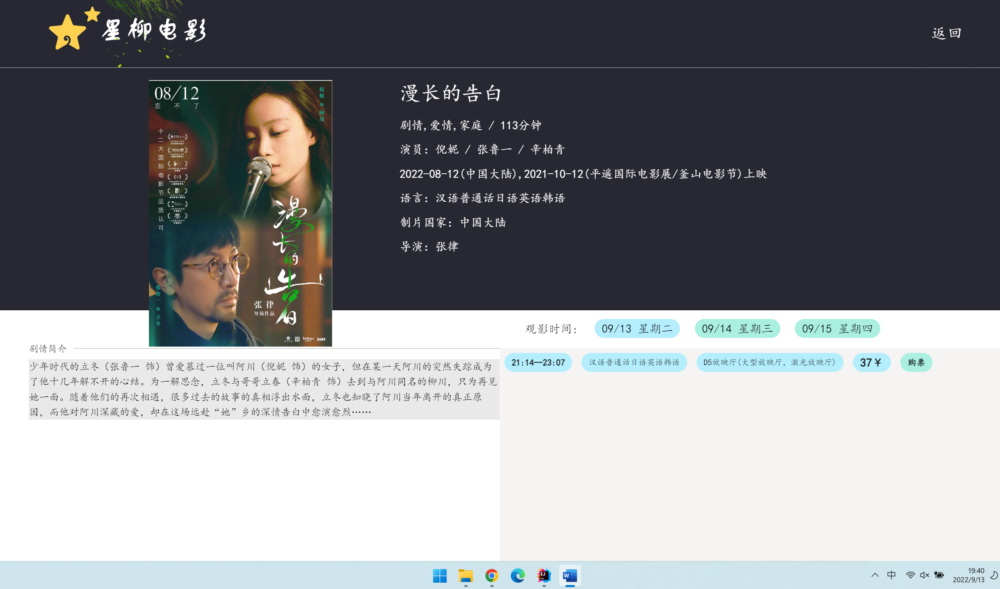 星柳电影
返回
08/12
忘不了
倪妮 饰 阿川
十二大国际电影节品质认可
漫长的告白
张律
导演作品
张鲁一 饰 立冬
漫长的告白
剧情,爱情,家庭 / 113分钟
演员: 倪妮 / 张鲁一 / 辛柏青
2022-08-12(中国大陆),2021-10-12(平遥国际电影展/釜山电影节)上映
语言: 汉语普通话日语英语韩语
制片国家: 中国大陆
导演: 张律
观影时间: 09/13 星期二 09/14 星期三 09/15 星期四
剧情简介
少年时代的立冬（张鲁一 饰）曾爱慕过一位叫阿川（倪妮 饰）的女子，但在某一天阿川的突然失踪成为
了他十几年解不开的心结。为一解思念，立冬与哥哥立春（辛柏青 饰）去到与阿川同名的柳川，只为再见
她一面。随着他们的再次相遇，很多过去的故事的真相浮出水面，立冬也知晓了阿川当年离开的真正原
因，而他对阿川深藏的爱，却在这场远赴“她”乡的深情告白中愈演愈烈……
21:14--23:07 汉语普通话日语英语韩语 D5放映厅(大型放映厅，激光放映厅) 37￥ 购票
中
19:40
2022/9/13